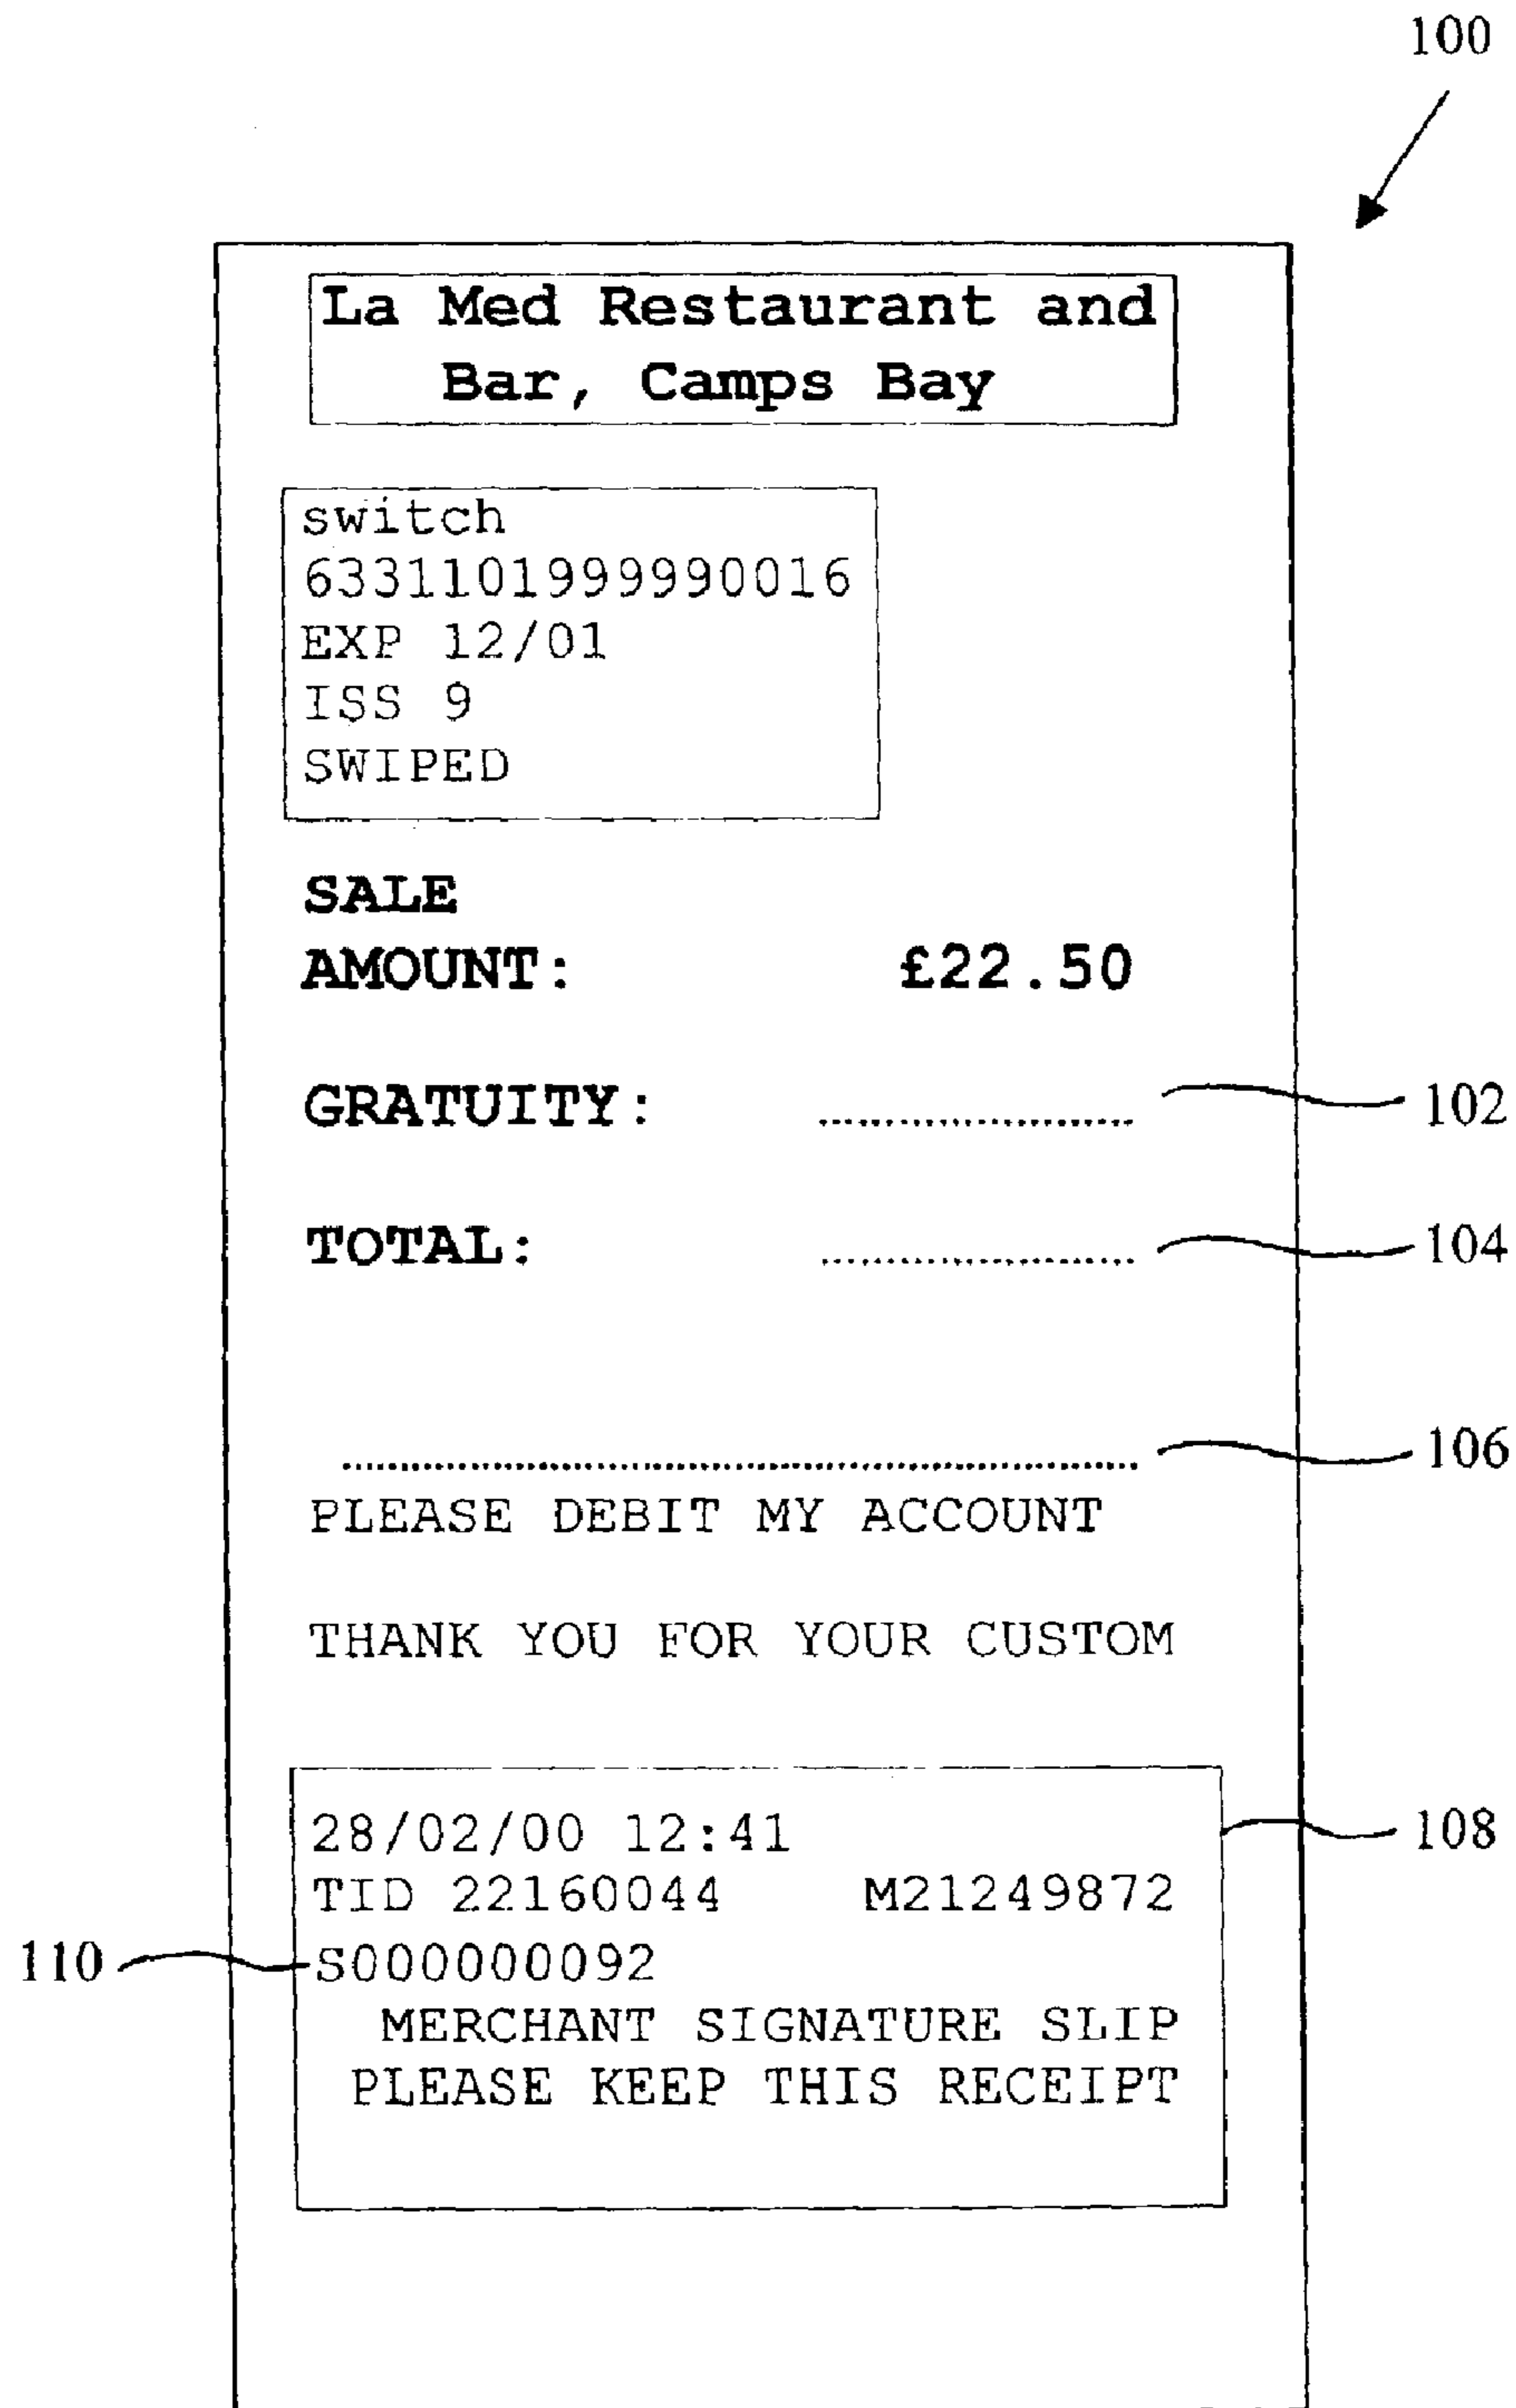 100
La Med Restaurant and
Bar, Camps Bay
switch
6331101999990016
EXP 12/01
ISS 9
SWIPED
SALE
AMOUNT: £22.50
GRATUITY: ........................ 102
TOTAL: ........................ 104
............................................................ 106
PLEASE DEBIT MY ACCOUNT
THANK YOU FOR YOUR CUSTOM
28/02/00 12:41 108
TID 22160044 M21249872
110 S000000092
MERCHANT SIGNATURE SLIP
PLEASE KEEP THIS RECEIPT